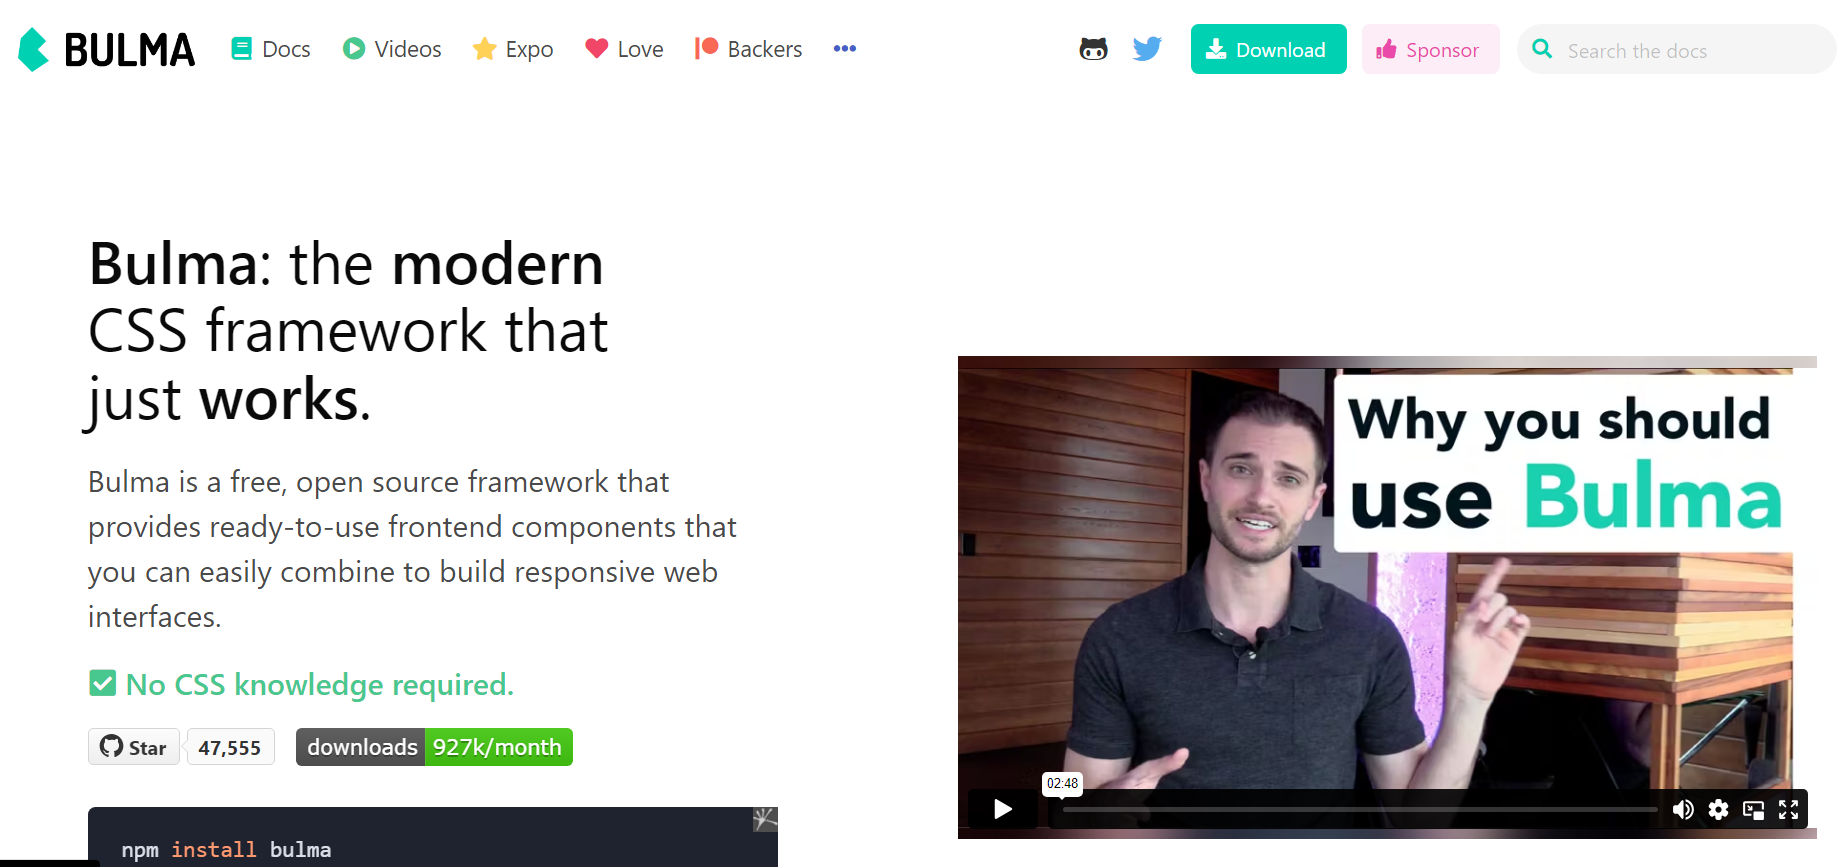 BULMA Docs Videos Expo Love Backers Download Sponsor Search the docs
Bulma: the modern
CSS framework that
just works.
Bulma is a free, open source framework that
provides ready-to-use frontend components that
you can easily combine to build responsive web
interfaces.
No CSS knowledge required.
Star 47,555 downloads 927k/month
npm install bulma
Why you should
use Bulma
02:48